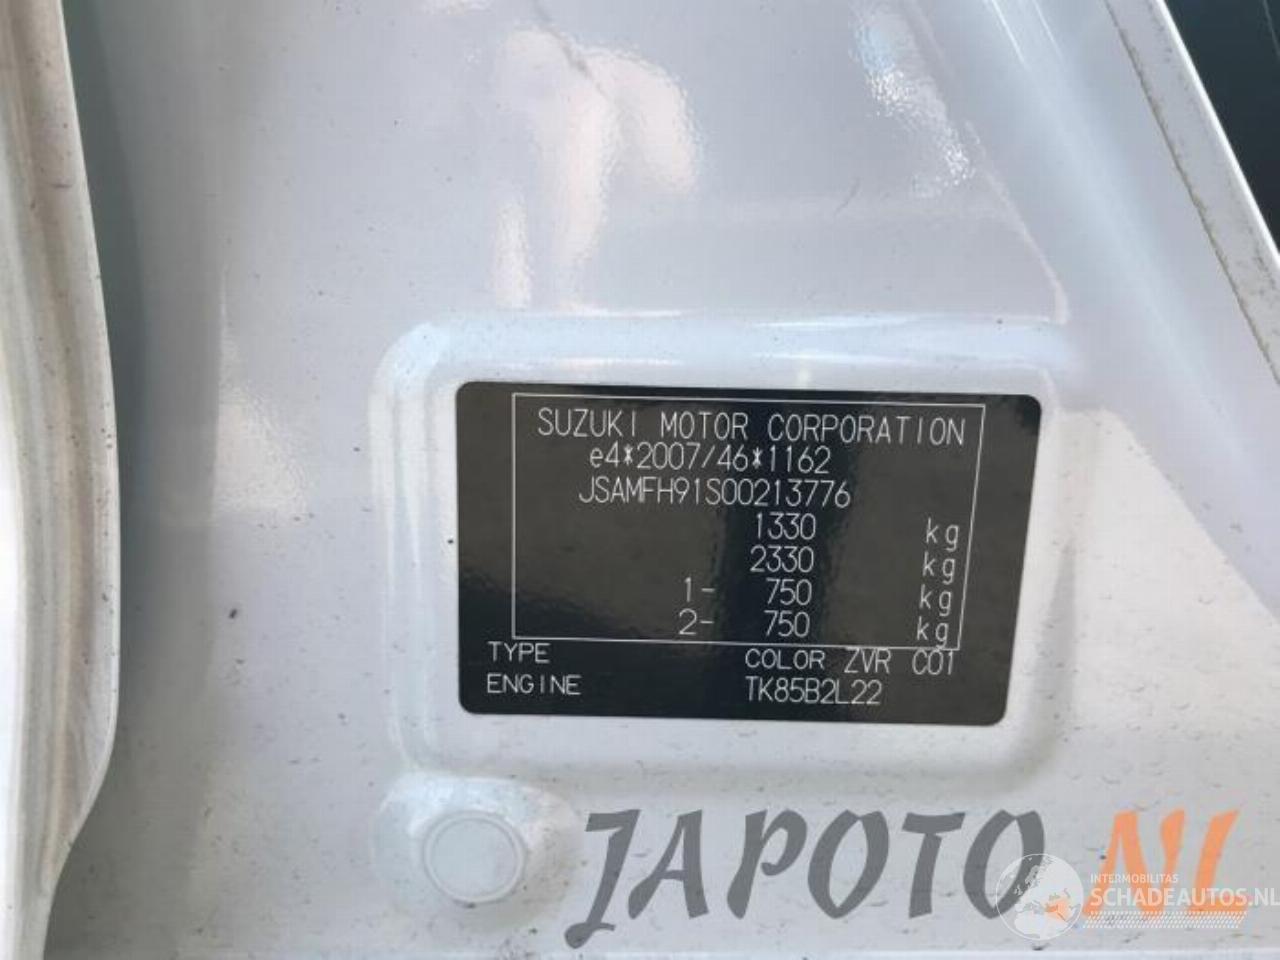 SUZUKI MOTOR CORPORATION
e4*2007/46*1162
JSAMFH91S00213776
1330 kg
2330 kg
1- 750 kg
2- 750 kg
TYPE COLOR ZVR C01
ENGINE TK85B2L22
JAPOTO.NL
INTERMOBILITAS
SCHADEAUTOS.NL